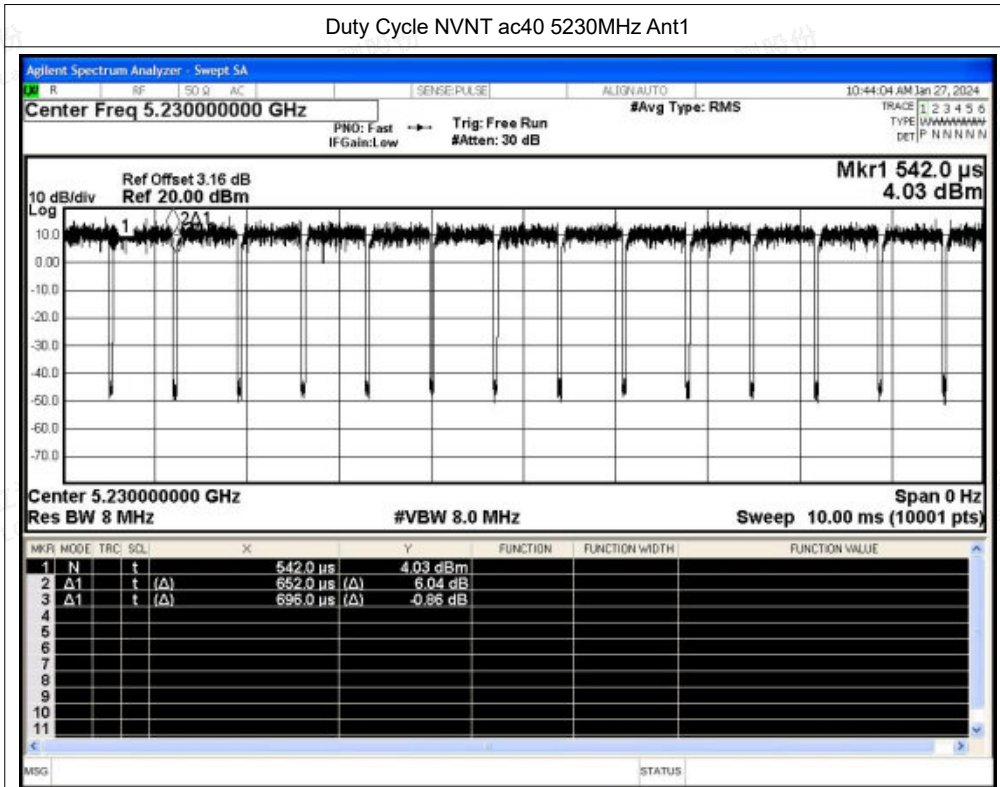 Duty Cycle NVNT ac40 5230MHz Ant1
Agilent Spectrum Analyzer - Swept SA
R RF 50 Ω AC SENSE:PULSE ALIGN AUTO 10:44:04 AM Jan 27, 2024
Center Freq 5.230000000 GHz #Avg Type: RMS TRACE 1 2 3 4 5 6
PNO: Fast Trig: Free Run TYPE
IFGain:Low #Atten: 30 dB DET P N N N N N
Mkr1 542.0 µs
Ref Offset 3.16 dB
10 dB/div Ref 20.00 dBm 4.03 dBm
Log
1 2Δ1
10.0
0.00
-10.0
-20.0
-30.0
-40.0
-50.0
-60.0
-70.0
Center 5.230000000 GHz Span 0 Hz
Res BW 8 MHz #VBW 8.0 MHz Sweep 10.00 ms (10001 pts)
MKR MODE TRC SCL X Y FUNCTION FUNCTION WIDTH FUNCTION VALUE
1 N t 542.0 µs 4.03 dBm
2 Δ1 t (Δ) 652.0 µs (Δ) 6.04 dB
3 Δ1 t (Δ) 696.0 µs (Δ) -0.86 dB
4
5
6
7
8
9
10
11
MSG STATUS